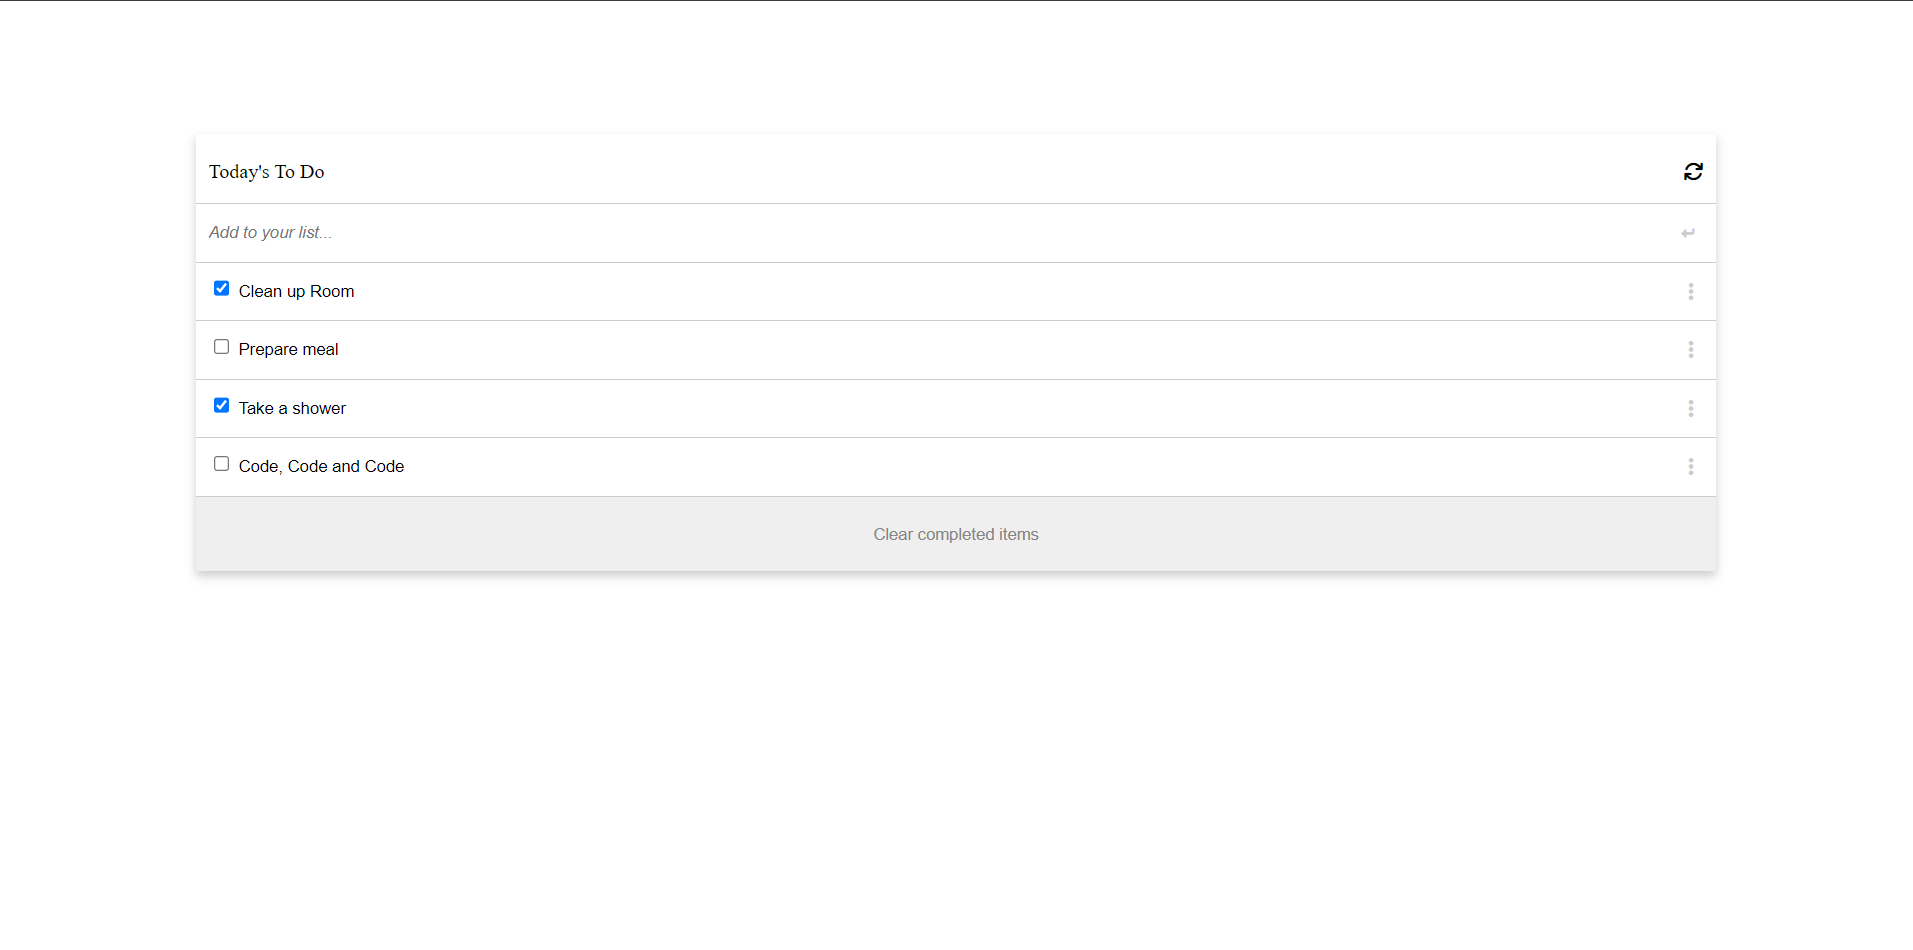 Today's To Do
Add to your list...
Clean up Room
Prepare meal
Take a shower
Code, Code and Code
Clear completed items